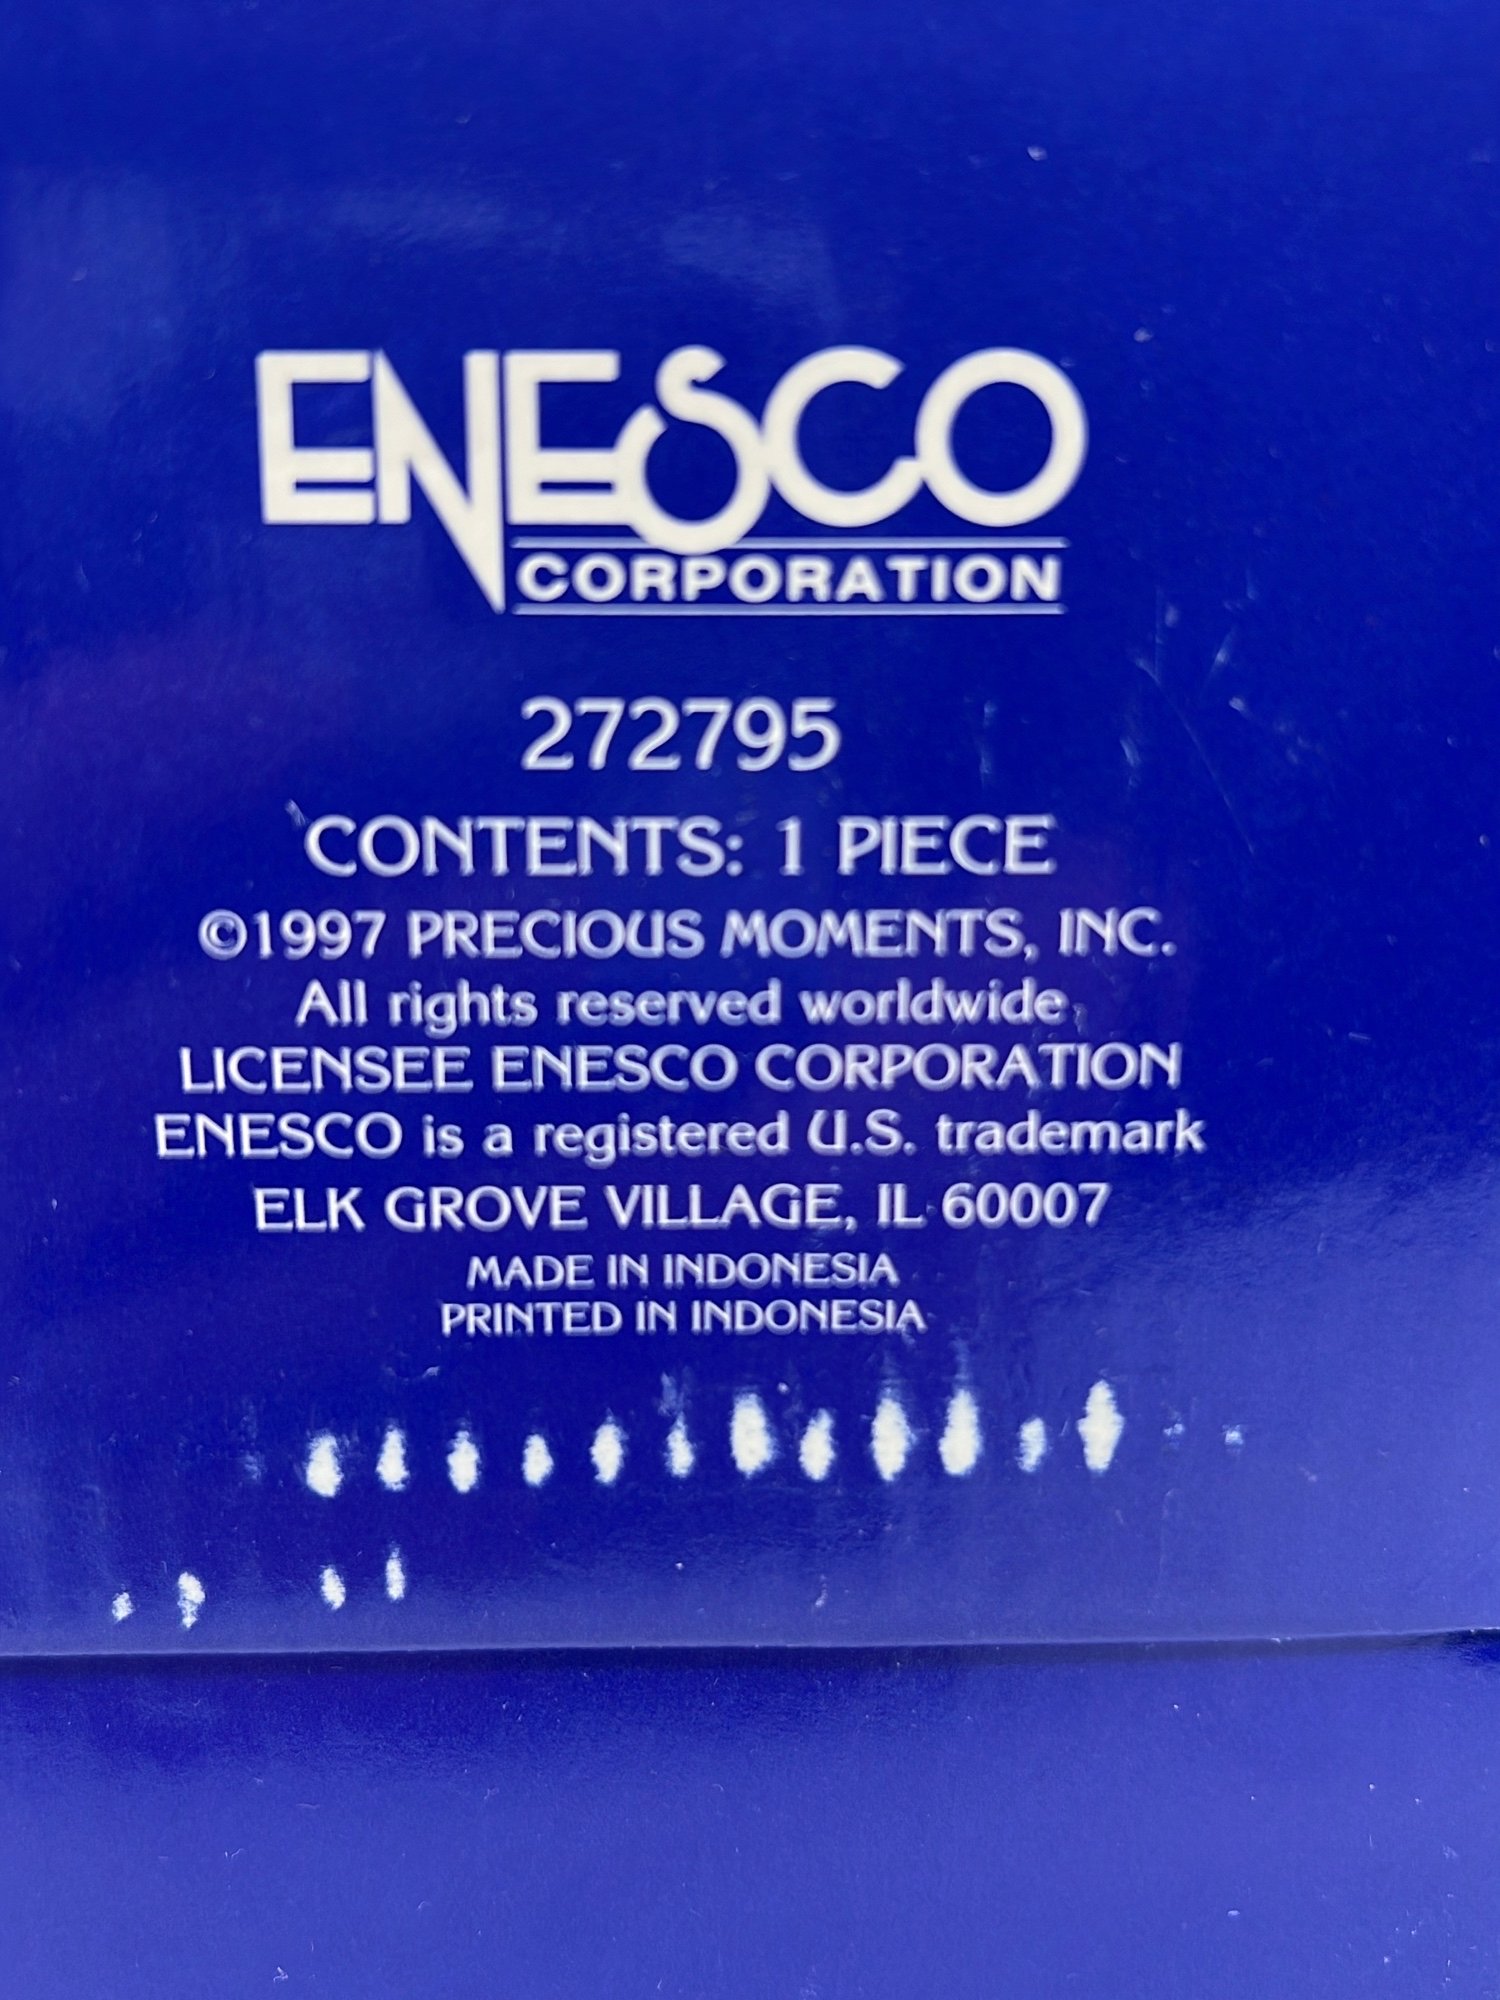 ENESCO
CORPORATION
272795
CONTENTS: 1 PIECE
©1997 PRECIOUS MOMENTS, INC.
All rights reserved worldwide
LICENSEE ENESCO CORPORATION
ENESCO is a registered U.S. trademark
ELK GROVE VILLAGE, IL 60007
MADE IN INDONESIA
PRINTED IN INDONESIA